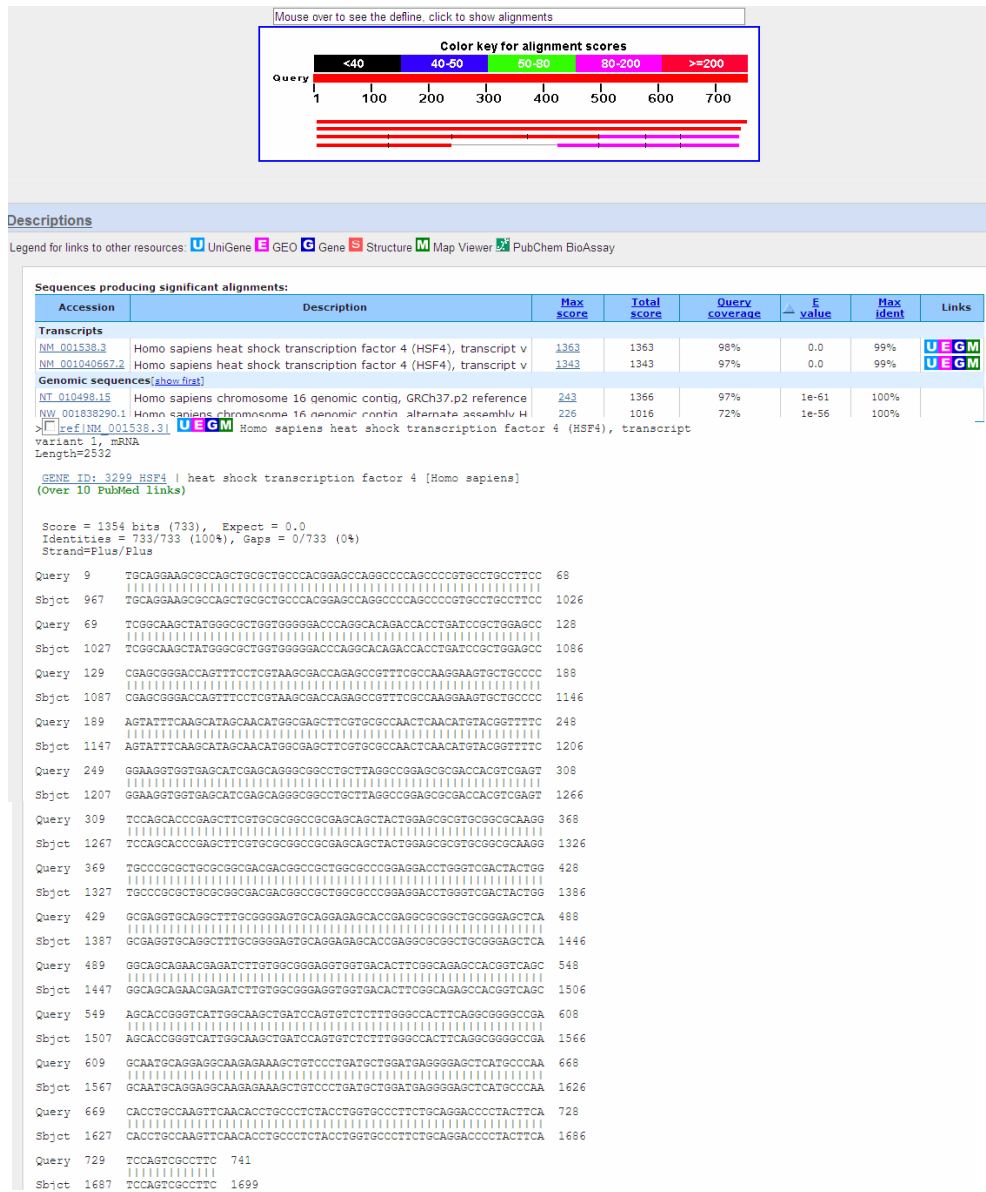 Mouse over to see the defline, click to show alignments
Color key for alignment scores
<40 40-50 50-80 80-200 >=200
Query
1 100 200 300 400 500 600 700
Descriptions
Legend for links to other resources: U UniGene E GEO G Gene S Structure M Map Viewer PubChem BioAssay
Sequences producing significant alignments:
Accession Description Max score Total score Query coverage E value Max ident Links
Transcripts
NM_001538.3 Homo sapiens heat shock transcription factor 4 (HSF4), transcript v 1363 1363 98% 0.0 99% U E G M
NM_001040667.2 Homo sapiens heat shock transcription factor 4 (HSF4), transcript v 1343 1343 97% 0.0 99% U E G M
Genomic sequences[show first]
NT_010498.15 Homo sapiens chromosome 16 genomic contig, GRCh37.p2 reference 243 1366 97% 1e-61 100%
NW_001838290.1 Homo sapiens chromosome 16 genomic contig, alternate assembly H 226 1016 72% 1e-56 100%
>ref|NM_001538.3| U E G M Homo sapiens heat shock transcription factor 4 (HSF4), transcript
variant 1, mRNA
Length=2532
GENE ID: 3299 HSF4 | heat shock transcription factor 4 [Homo sapiens]
(Over 10 PubMed links)
Score = 1354 bits (733), Expect = 0.0
Identities = 733/733 (100%), Gaps = 0/733 (0%)
Strand=Plus/Plus
Query 9 TGCAGGAAGCGCCAGCTGCGCTGCCCACGGAGCCAGGCCCCAGCCCCGTGCCTGCCTTCC 68
Sbjct 967 TGCAGGAAGCGCCAGCTGCGCTGCCCACGGAGCCAGGCCCCAGCCCCGTGCCTGCCTTCC 1026
Query 69 TCGGCAAGCTATGGGCGCTGGTGGGGGACCCAGGCACAGACCACCTGATCCGCTGGAGCC 128
Sbjct 1027 TCGGCAAGCTATGGGCGCTGGTGGGGGACCCAGGCACAGACCACCTGATCCGCTGGAGCC 1086
Query 129 CGAGCGGGACCAGTTTCCTCGTAAGCGACCAGAGCCGTTTCGCCAAGGAAGTGCTGCCCC 188
Sbjct 1087 CGAGCGGGACCAGTTTCCTCGTAAGCGACCAGAGCCGTTTCGCCAAGGAAGTGCTGCCCC 1146
Query 189 AGTATTTCAAGCATAGCAACATGGCGAGCTTCGTGCGCCAACTCAACATGTACGGTTTTC 248
Sbjct 1147 AGTATTTCAAGCATAGCAACATGGCGAGCTTCGTGCGCCAACTCAACATGTACGGTTTTC 1206
Query 249 GGAAGGTGGTGAGCATCGAGCAGGGCGGCCTGCTTAGGCCGGAGCGCGACCACGTCGAGT 308
Sbjct 1207 GGAAGGTGGTGAGCATCGAGCAGGGCGGCCTGCTTAGGCCGGAGCGCGACCACGTCGAGT 1266
Query 309 TCCAGCACCCGAGCTTCGTGCGCGGCCGCGAGCAGCTACTGGAGCGCGTGCGGCGCAAGG 368
Sbjct 1267 TCCAGCACCCGAGCTTCGTGCGCGGCCGCGAGCAGCTACTGGAGCGCGTGCGGCGCAAGG 1326
Query 369 TGCCCGCGCTGCGCGGCGACGACGGCCGCTGGCGCCCGGAGGACCTGGGTCGACTACTGG 428
Sbjct 1327 TGCCCGCGCTGCGCGGCGACGACGGCCGCTGGCGCCCGGAGGACCTGGGTCGACTACTGG 1386
Query 429 GCGAGGTGCAGGCTTTGCGGGGAGTGCAGGAGAGCACCGAGGCGCGGCTGCGGGAGCTCA 488
Sbjct 1387 GCGAGGTGCAGGCTTTGCGGGGAGTGCAGGAGAGCACCGAGGCGCGGCTGCGGGAGCTCA 1446
Query 489 GGCAGCAGAACGAGATCTTGTGGCGGGAGGTGGTGACACTTCGGCAGAGCCACGGTCAGC 548
Sbjct 1447 GGCAGCAGAACGAGATCTTGTGGCGGGAGGTGGTGACACTTCGGCAGAGCCACGGTCAGC 1506
Query 549 AGCACCGGGTCATTGGCAAGCTGATCCAGTGTCTCTTTGGGCCACTTCAGGCGGGGCCGA 608
Sbjct 1507 AGCACCGGGTCATTGGCAAGCTGATCCAGTGTCTCTTTGGGCCACTTCAGGCGGGGCCGA 1566
Query 609 GCAATGCAGGAGGCAAGAGAAAGCTGTCCCTGATGCTGGATGAGGGGAGCTCATGCCCAA 668
Sbjct 1567 GCAATGCAGGAGGCAAGAGAAAGCTGTCCCTGATGCTGGATGAGGGGAGCTCATGCCCAA 1626
Query 669 CACCTGCCAAGTTCAACACCTGCCCTCTACCTGGTGCCCTTCTGCAGGACCCCTACTTCA 728
Sbjct 1627 CACCTGCCAAGTTCAACACCTGCCCTCTACCTGGTGCCCTTCTGCAGGACCCCTACTTCA 1686
Query 729 TCCAGTCGCCTTC 741
Sbjct 1687 TCCAGTCGCCTTC 1699